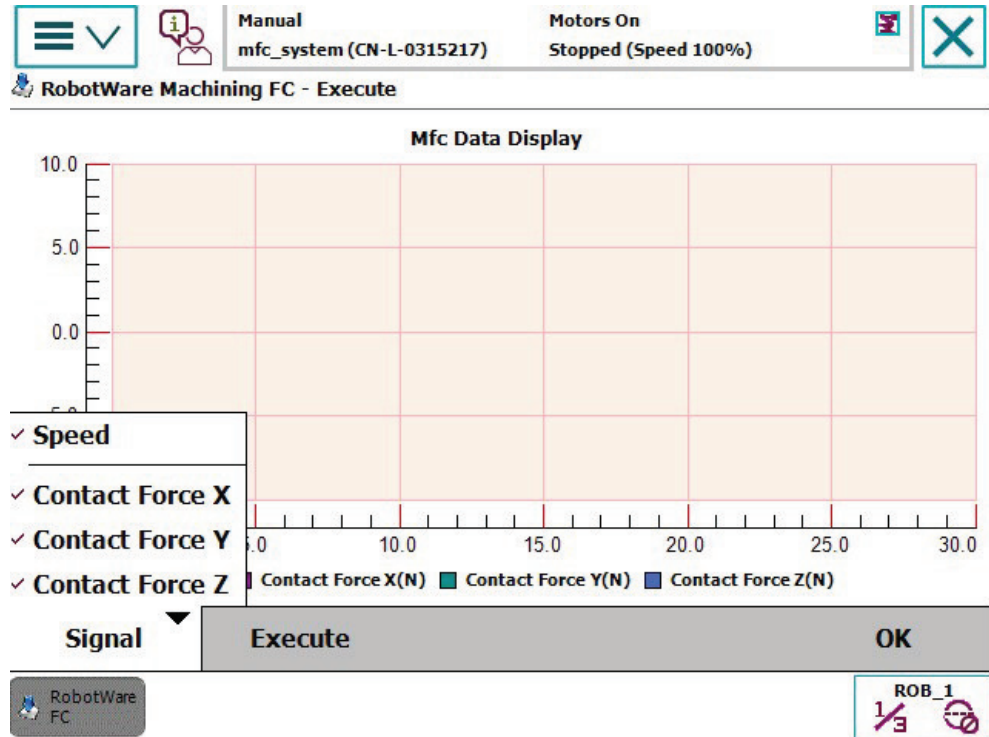 Manual
mfc_system (CN-L-0315217)
Motors On
Stopped (Speed 100%)
RobotWare Machining FC - Execute
Mfc Data Display
10.0
5.0
0.0
Speed
Contact Force X
Contact Force Y
Contact Force Z
10.0 15.0 20.0 25.0 30.0
Contact Force X(N) Contact Force Y(N) Contact Force Z(N)
Signal Execute OK
RobotWare
FC
ROB_1
1/3